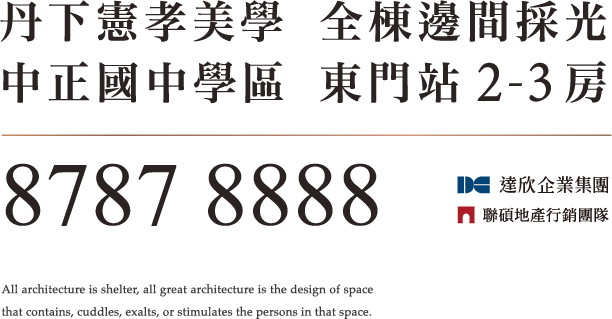 丹下憲孝美學 全棟邊間採光
中正國中學區 東門站2-3房
8787 8888
達欣企業集團
聯碩地產行銷團隊
All architecture is shelter, all great architecture is the design of space
that contains, cuddles, exalts, or stimulates the persons in that space.